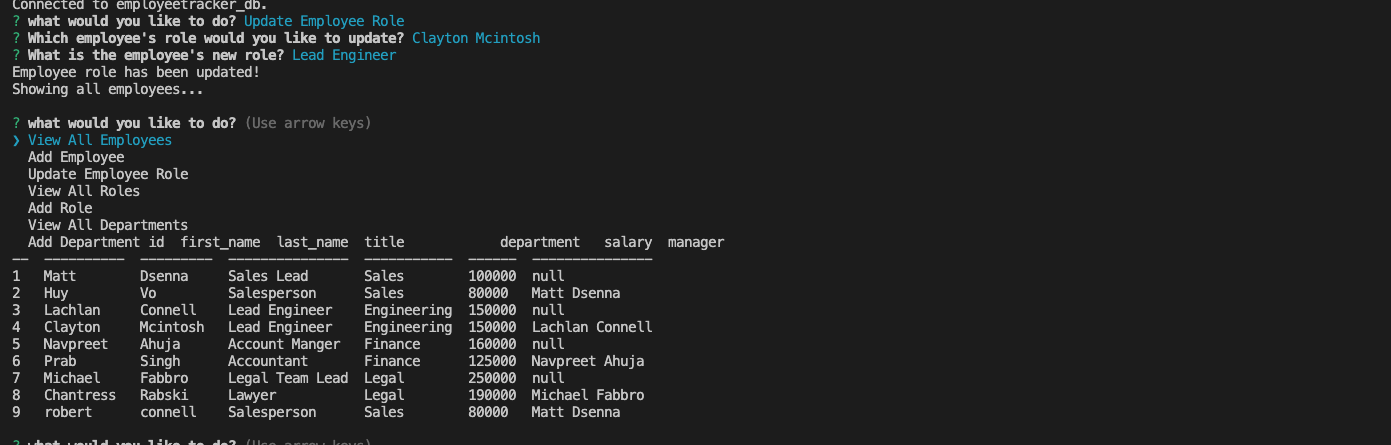 Connected to employeetracker_db.
? what would you like to do? Update Employee Role
? Which employee's role would you like to update? Clayton Mcintosh
? What is the employee's new role? Lead Engineer
Employee role has been updated!
Showing all employees...
? what would you like to do? (Use arrow keys)
❯ View All Employees
Add Employee
Update Employee Role
View All Roles
Add Role
View All Departments
Add Department id  first_name  last_name  title            department   salary  manager
--  ----------  ---------  ---------------  -----------  ------  ---------------
1   Matt        Dsenna     Sales Lead       Sales        100000  null
2   Huy         Vo         Salesperson      Sales        80000   Matt Dsenna
3   Lachlan     Connell    Lead Engineer    Engineering  150000  null
4   Clayton     Mcintosh   Lead Engineer    Engineering  150000  Lachlan Connell
5   Navpreet    Ahuja      Account Manger   Finance      160000  null
6   Prab        Singh      Accountant       Finance      125000  Navpreet Ahuja
7   Michael     Fabbro     Legal Team Lead  Legal        250000  null
8   Chantress   Rabski     Lawyer           Legal        190000  Michael Fabbro
9   robert      connell    Salesperson      Sales        80000   Matt Dsenna
? what would you like to do? (Use arrow keys)